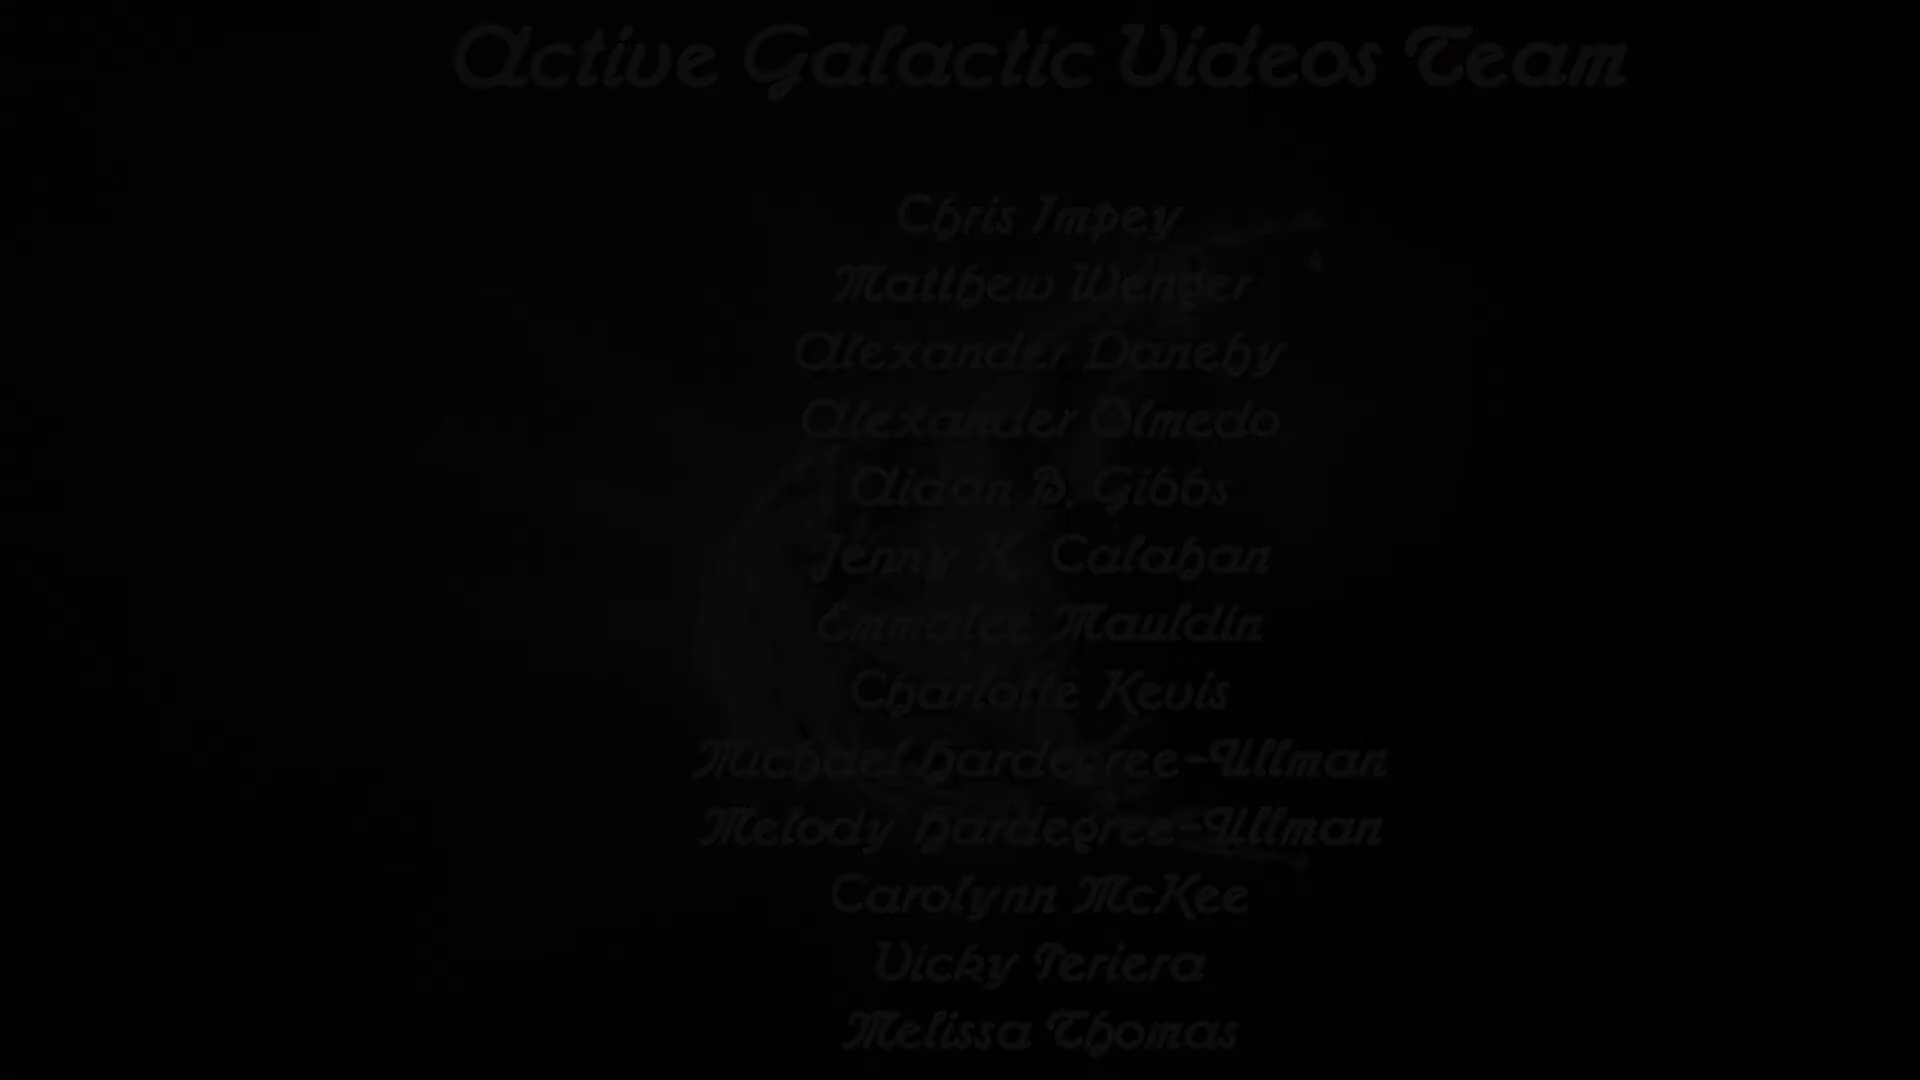 Active Galactic Videos Team
Chris Impey
Matthew Wenger
Alexander Danehy
Alexander Olmedo
Aidan B. Gibbs
Jenny K. Calahan
Emmalee Mauldin
Charlotte Kevis
Michael Hardegree-Ullman
Melody Hardegree-Ullman
Carolynn McKee
Vicky Periera
Melissa Thomas